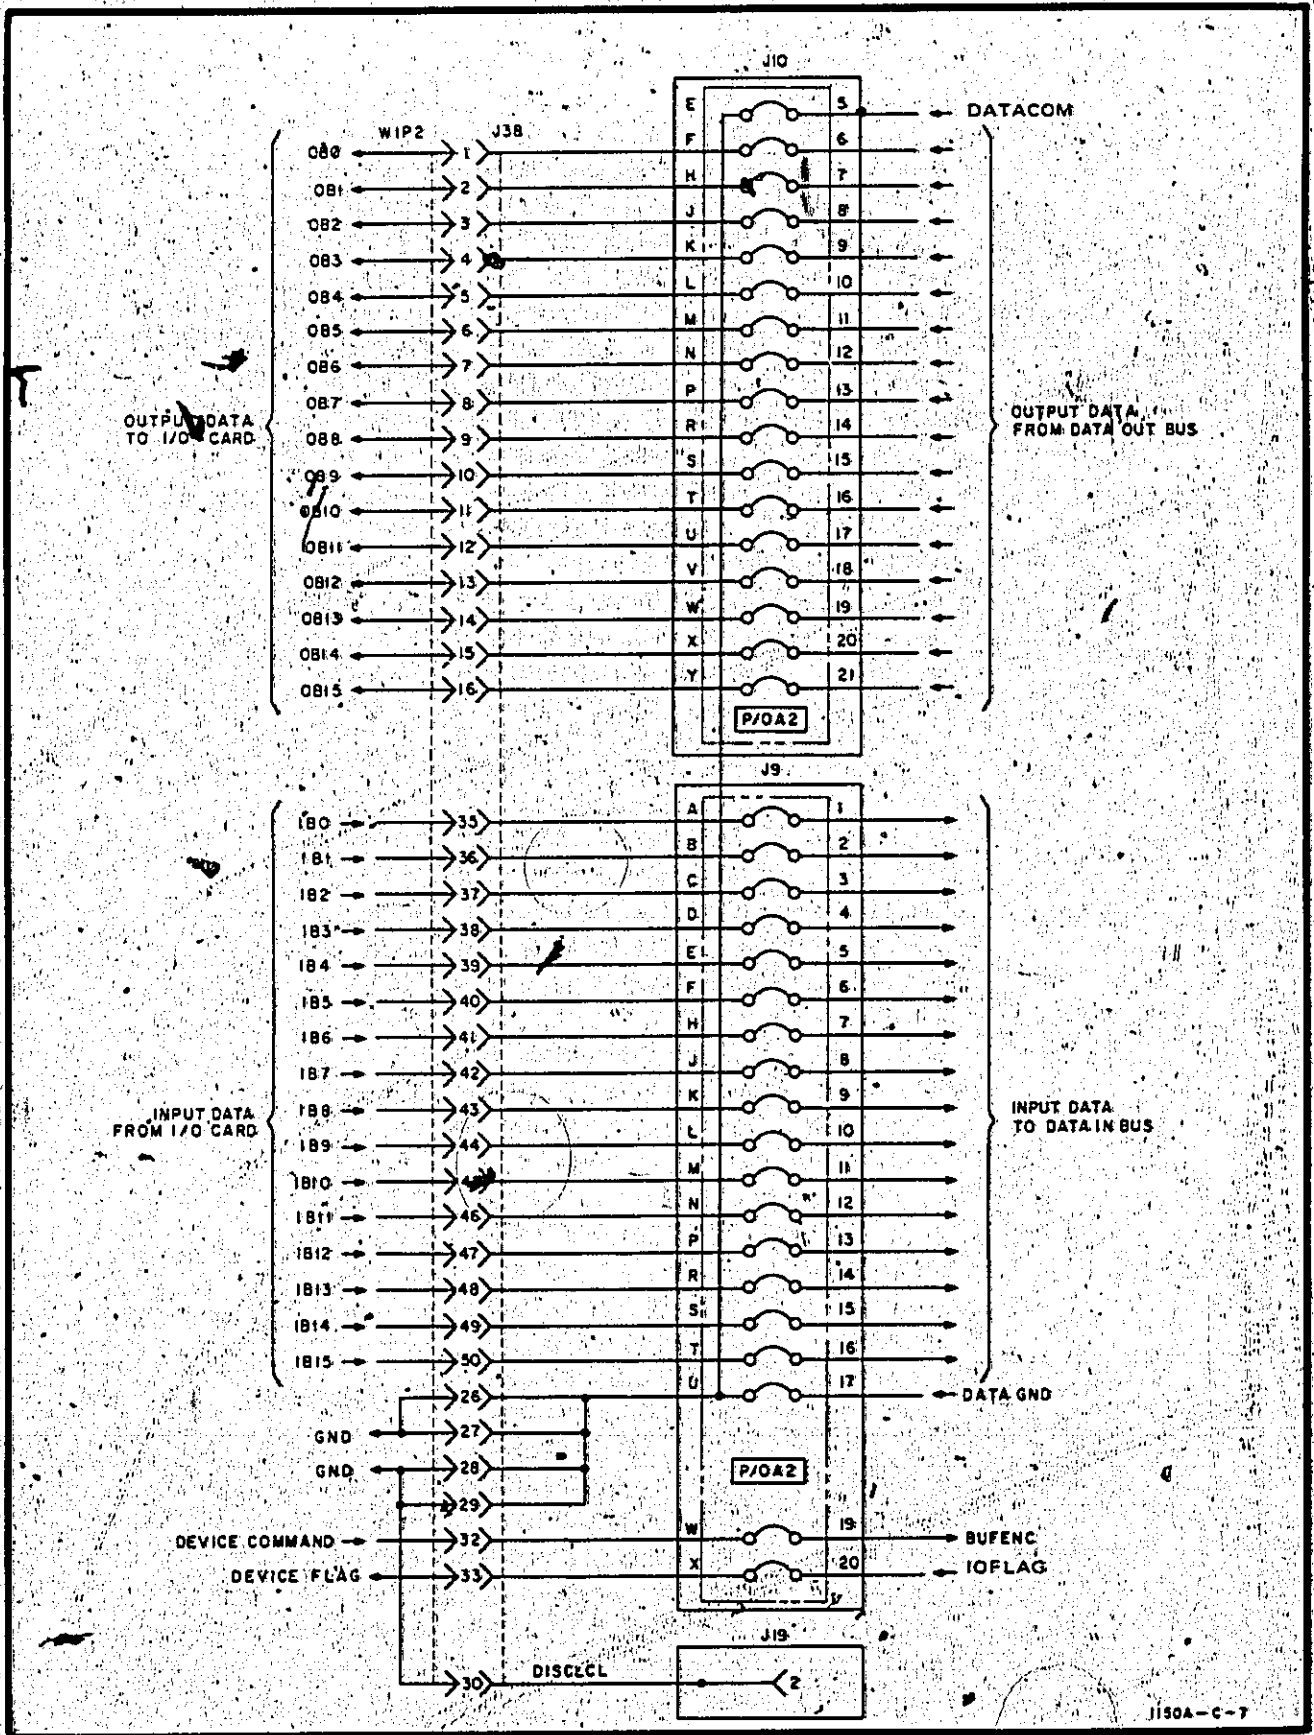 J10
E 5 DATACOM
W1P2 J38
OB0 1 F 6
OB1 2 H 7
OB2 3 J 8
OB3 4 K 9
OB4 5 L 10
OB5 6 M 11
OB6 7 N 12
OB7 8 P 13
OUTPUT DATA
TO I/O CARD
OUTPUT DATA
FROM DATA OUT BUS
OB8 9 R 14
OB9 10 S 15
OB10 11 T 16
OB11 12 U 17
OB12 13 V 18
OB13 14 W 19
OB14 15 X 20
OB15 16 Y 21
P/OA2
J9
IB0 35 A 1
IB1 36 B 2
IB2 37 C 3
IB3 38 D 4
IB4 39 E 5
IB5 40 F 6
IB6 41 H 7
IB7 42 J 8
IB8 43 K 9
INPUT DATA
FROM I/O CARD
INPUT DATA
TO DATA IN BUS
IB9 44 L 10
IB10 M 11
IB11 46 N 12
IB12 47 P 13
IB13 48 R 14
IB14 49 S 15
IB15 50 T 16
26 U 17 DATA GND
GND 27
GND 28
P/OA2
29
DEVICE COMMAND 32 W 19 BUFENC
DEVICE FLAG 33 X 20 IOFLAG
J19
30 DISCLCL 2
1150A-C-7